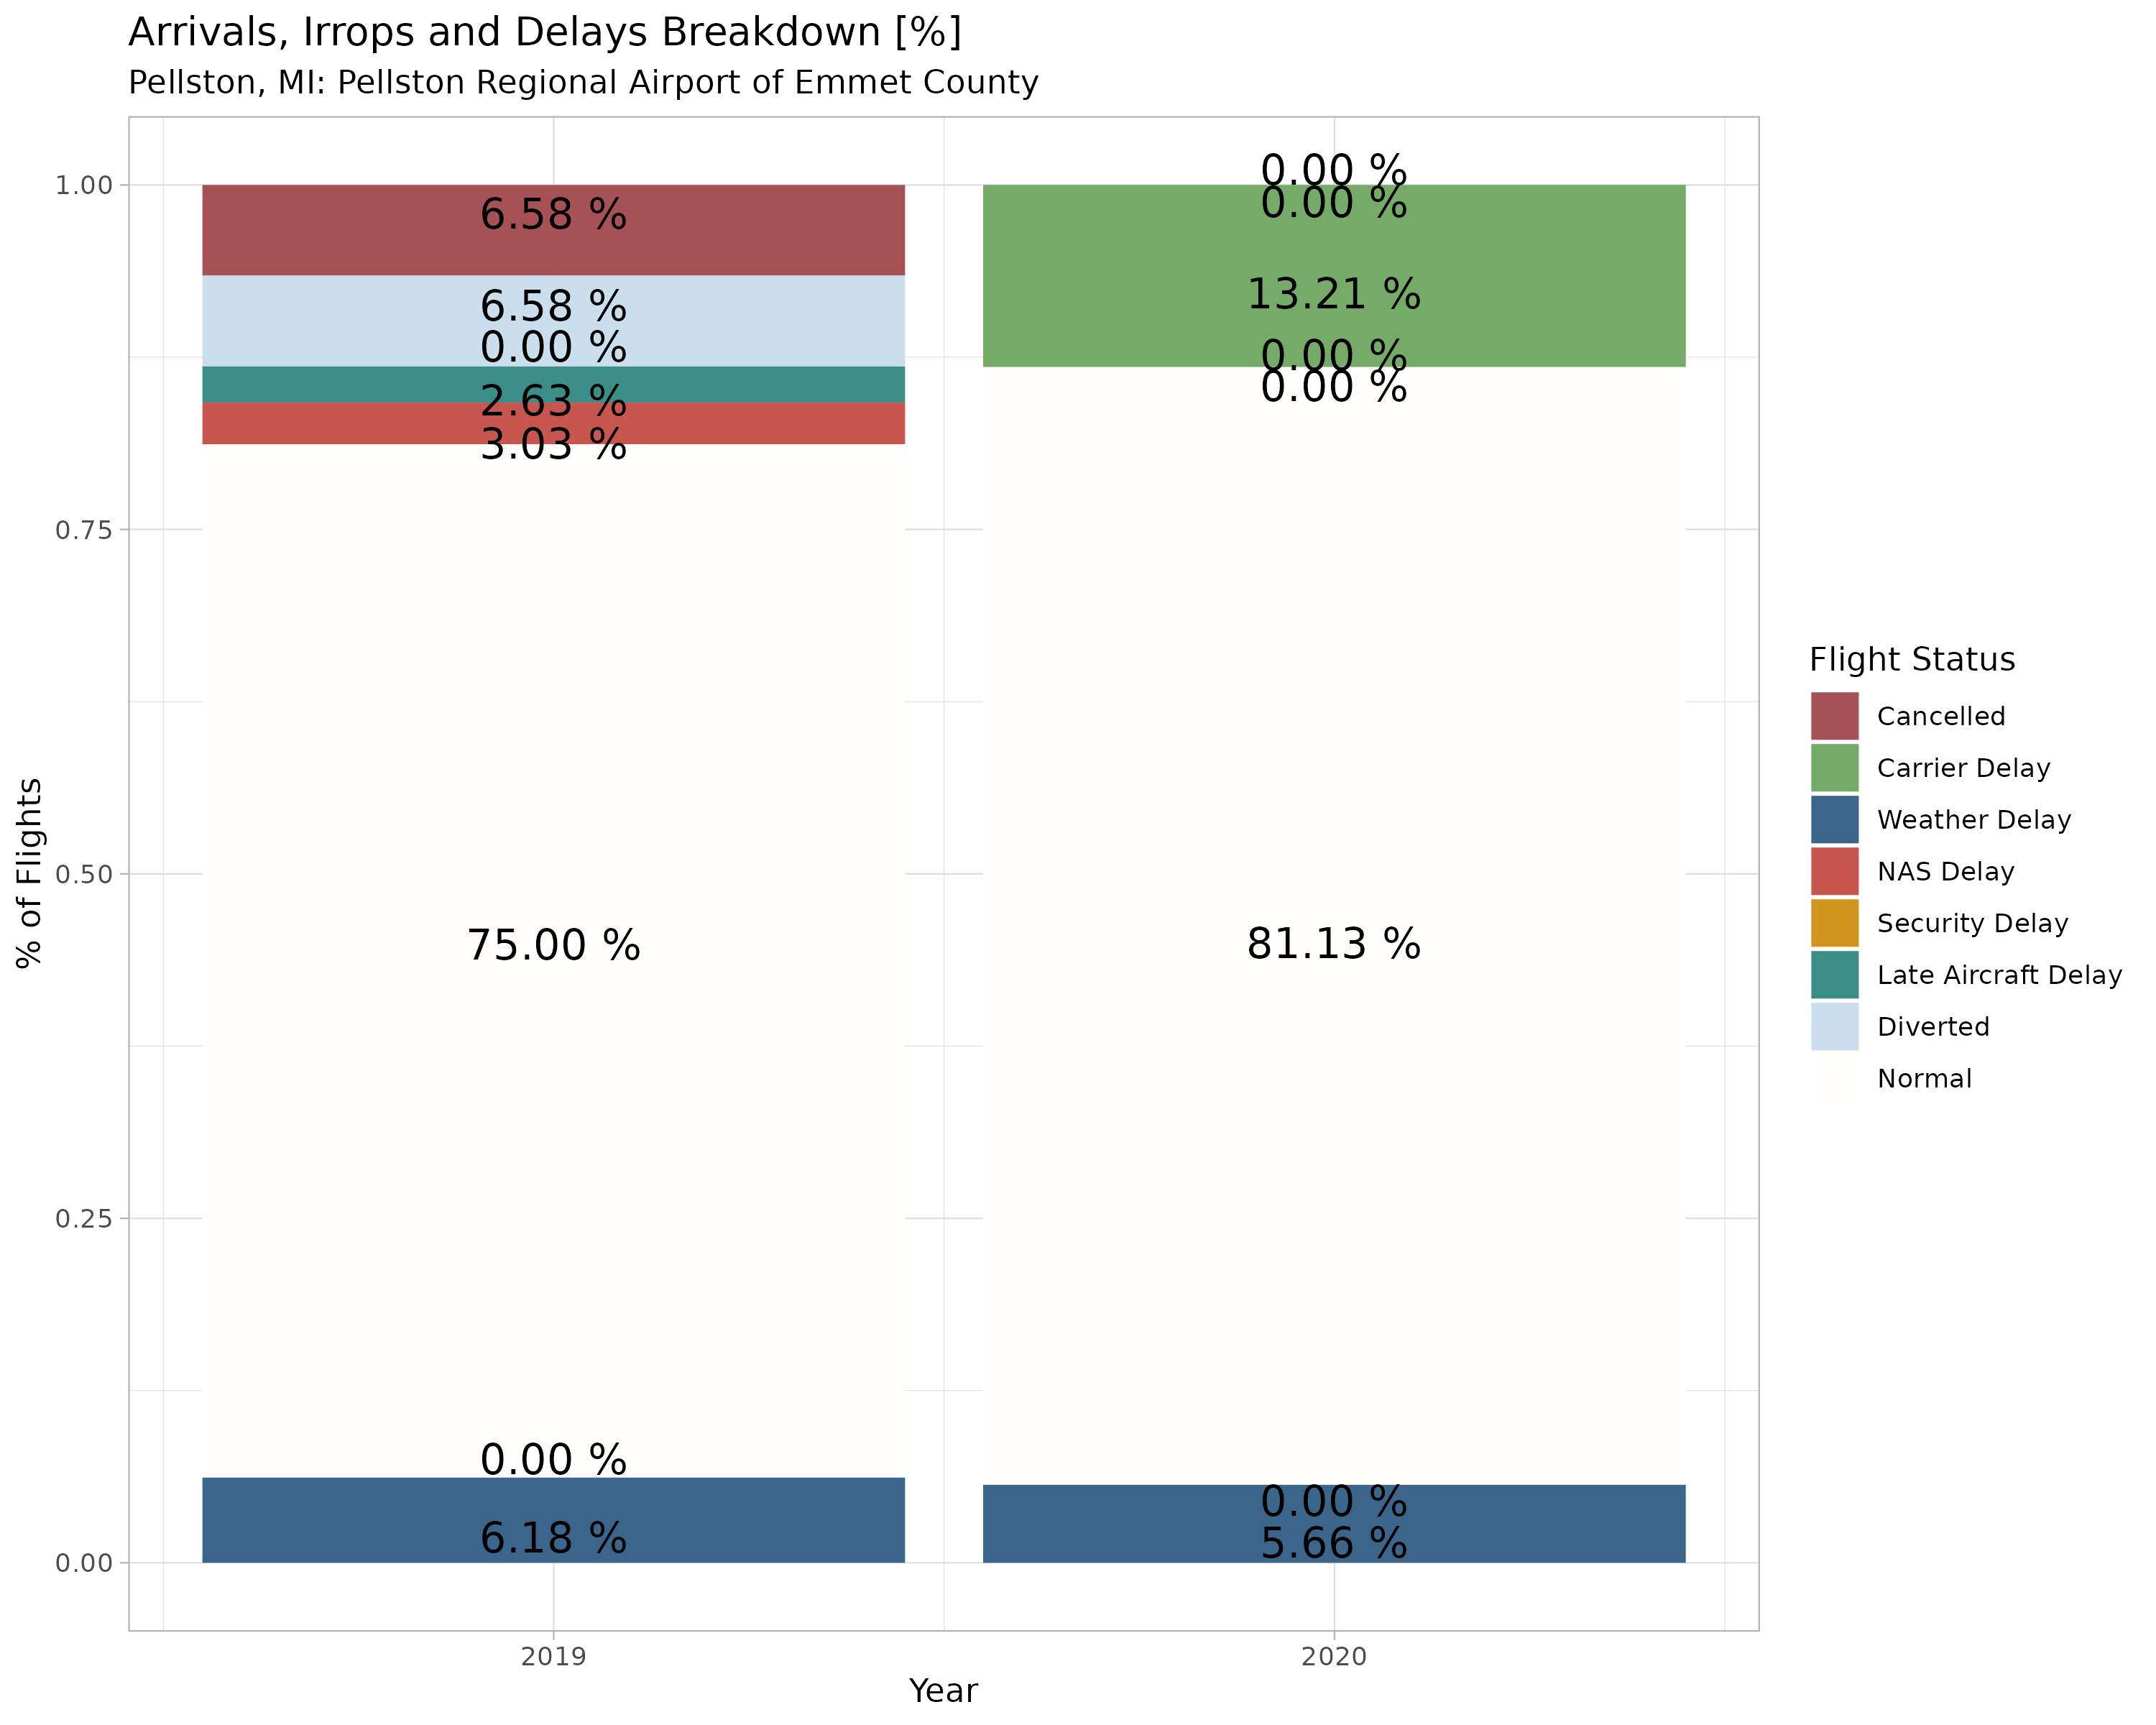 Arrivals, Irrops and Delays Breakdown [%]
Pellston, MI: Pellston Regional Airport of Emmet County
% of Flights
1.00
0.75
0.50
0.25
0.00
6.58 %
6.58 %
0.00 %
2.63 %
3.03 %
75.00 %
0.00 %
6.18 %
0.00 %
0.00 %
13.21 %
0.00 %
0.00 %
81.13 %
0.00 %
5.66 %
2019
2020
Year
Flight Status
Cancelled
Carrier Delay
Weather Delay
NAS Delay
Security Delay
Late Aircraft Delay
Diverted
Normal